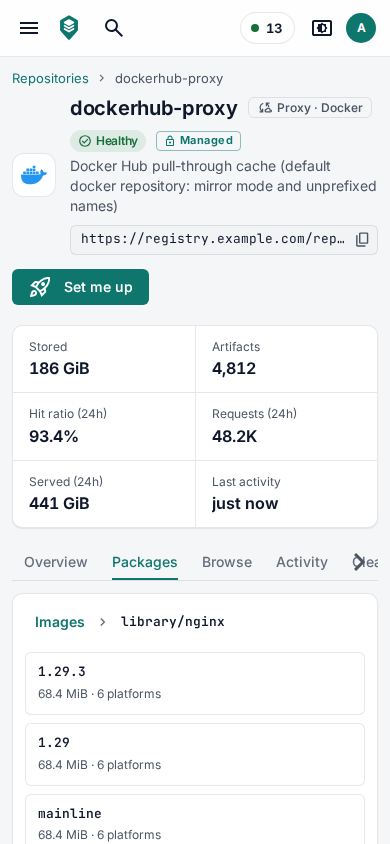 13
A
Repositories › dockerhub-proxy
dockerhub-proxy
Proxy · Docker
Healthy
Managed
Docker Hub pull-through cache (default
docker repository: mirror mode and unprefixed
names)
https://registry.example.com/rep…
Set me up
Stored
186 GiB
Artifacts
4,812
Hit ratio (24h)
93.4%
Requests (24h)
48.2K
Served (24h)
441 GiB
Last activity
just now
Overview
Packages
Browse
Activity
Images › library/nginx
1.29.3
68.4 MiB · 6 platforms
1.29
68.4 MiB · 6 platforms
mainline
68.4 MiB · 6 platforms